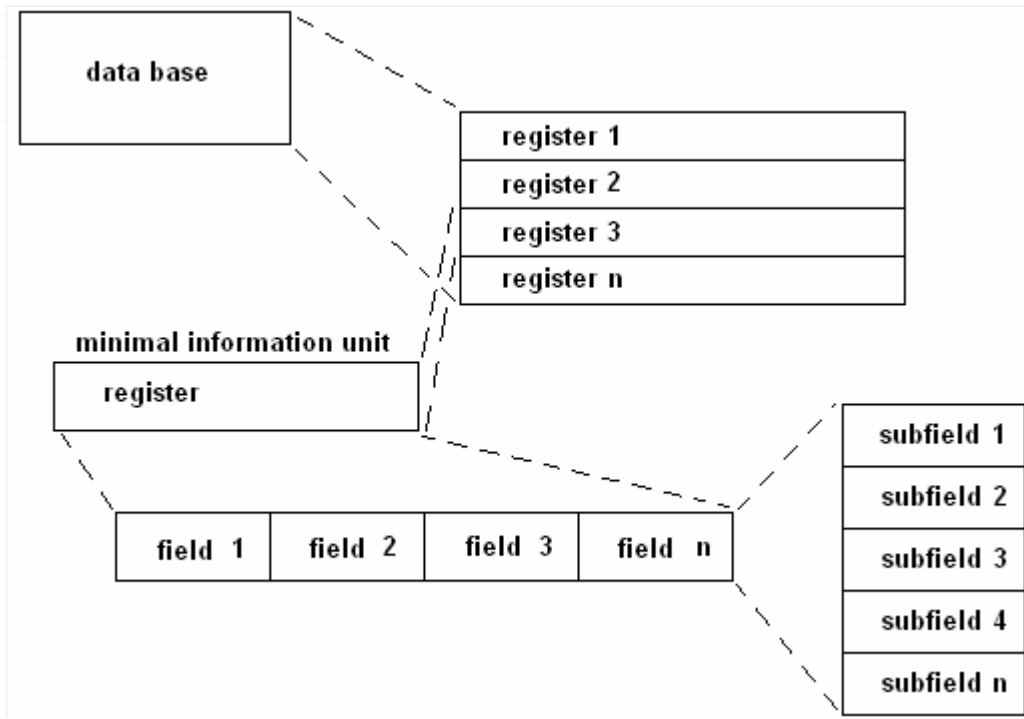 data base
register 1
register 2
register 3
register n
minimal information unit
register
field 1
field 2
field 3
field n
subfield 1
subfield 2
subfield 3
subfield 4
subfield n